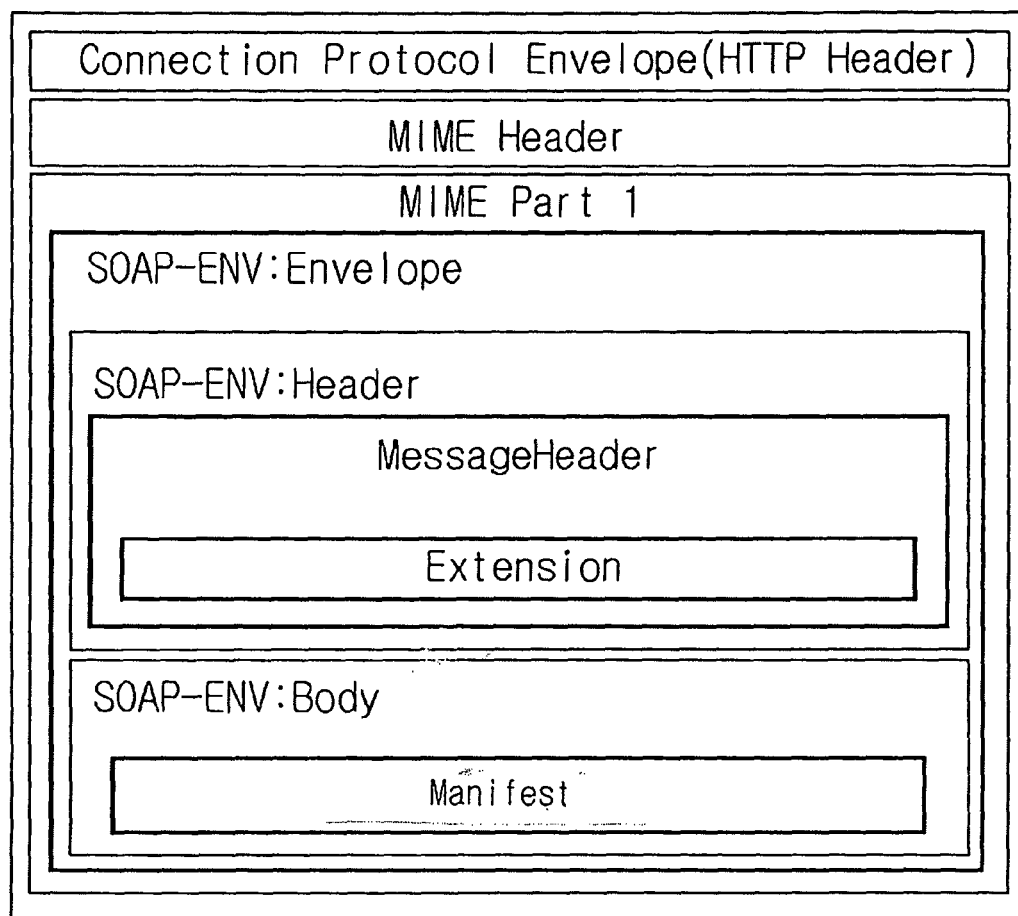 Connection Protocol Envelope(HTTP Header)
MIME Header
MIME Part 1
SOAP-ENV:Envelope
SOAP-ENV:Header
MessageHeader
Extension
SOAP-ENV:Body
Manifest